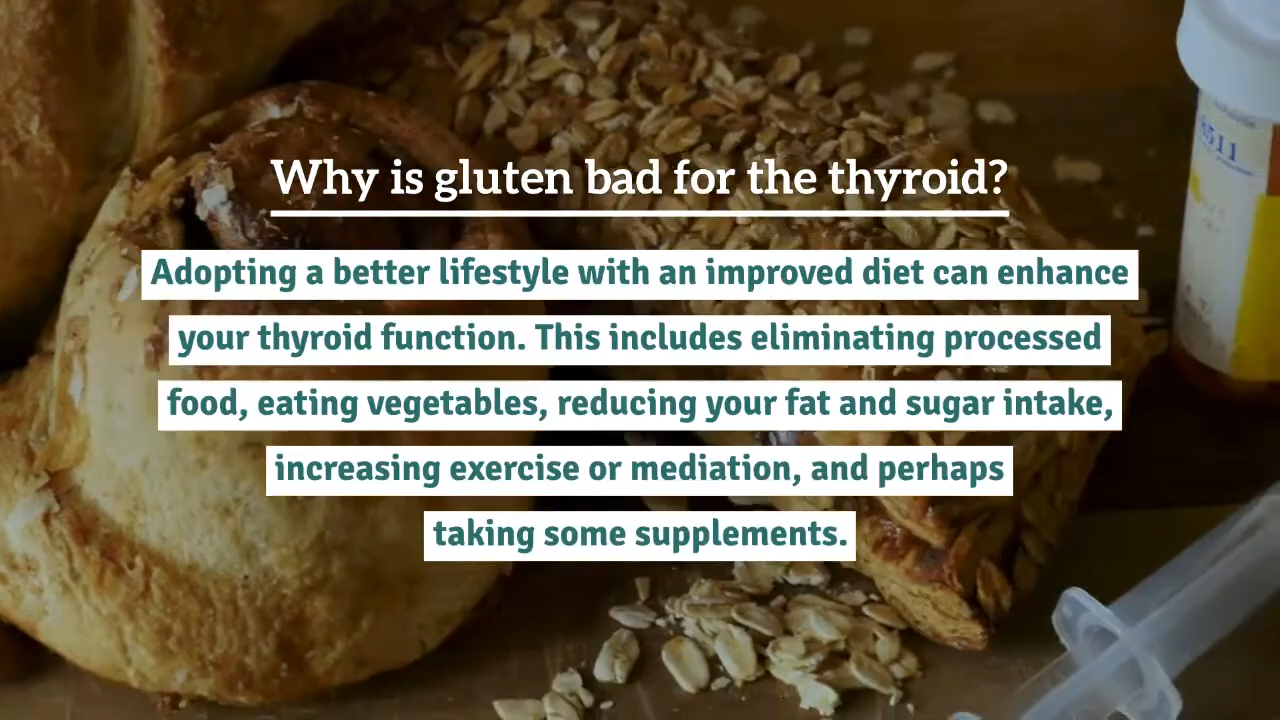 Why is gluten bad for the thyroid?
Adopting a better lifestyle with an improved diet can enhance
your thyroid function. This includes eliminating processed
food, eating vegetables, reducing your fat and sugar intake,
increasing exercise or mediation, and perhaps
taking some supplements.
8511